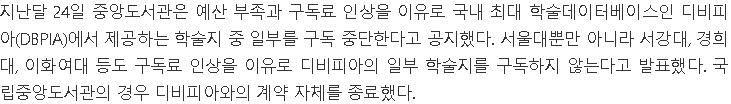 지난달 24일 중앙도서관은 예산 부족과 구독료 인상을 이유로 국내 최대 학술데이터베이스인 디비피
아(DBPIA)에서 제공하는 학술지 중 일부를 구독 중단한다고 공지했다. 서울대뿐만 아니라 서강대, 경희
대, 이화여대 등도 구독료 인상을 이유로 디비피아의 일부 학술지를 구독하지 않는다고 발표했다. 국
립중앙도서관의 경우 디비피아와의 계약 자체를 종료했다.